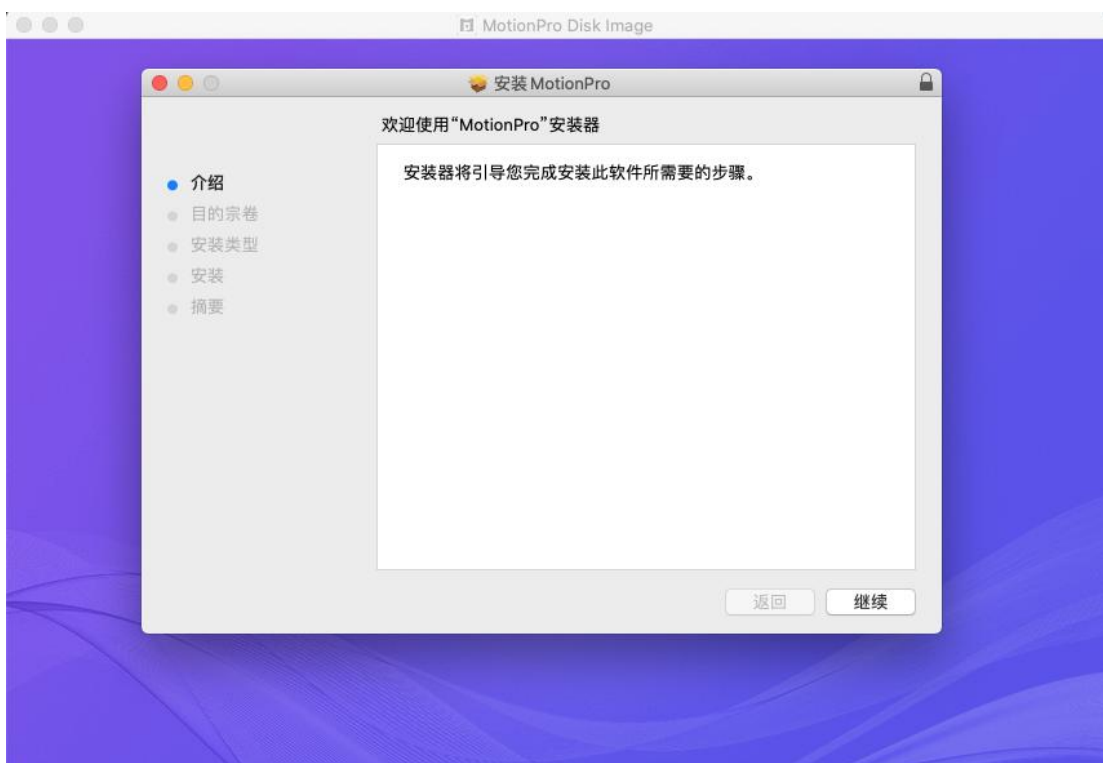 MotionPro Disk Image
安装 MotionPro
欢迎使用“MotionPro”安装器
介绍
目的宗卷
安装类型
安装
摘要
安装器将引导您完成安装此软件所需要的步骤。
返回
继续